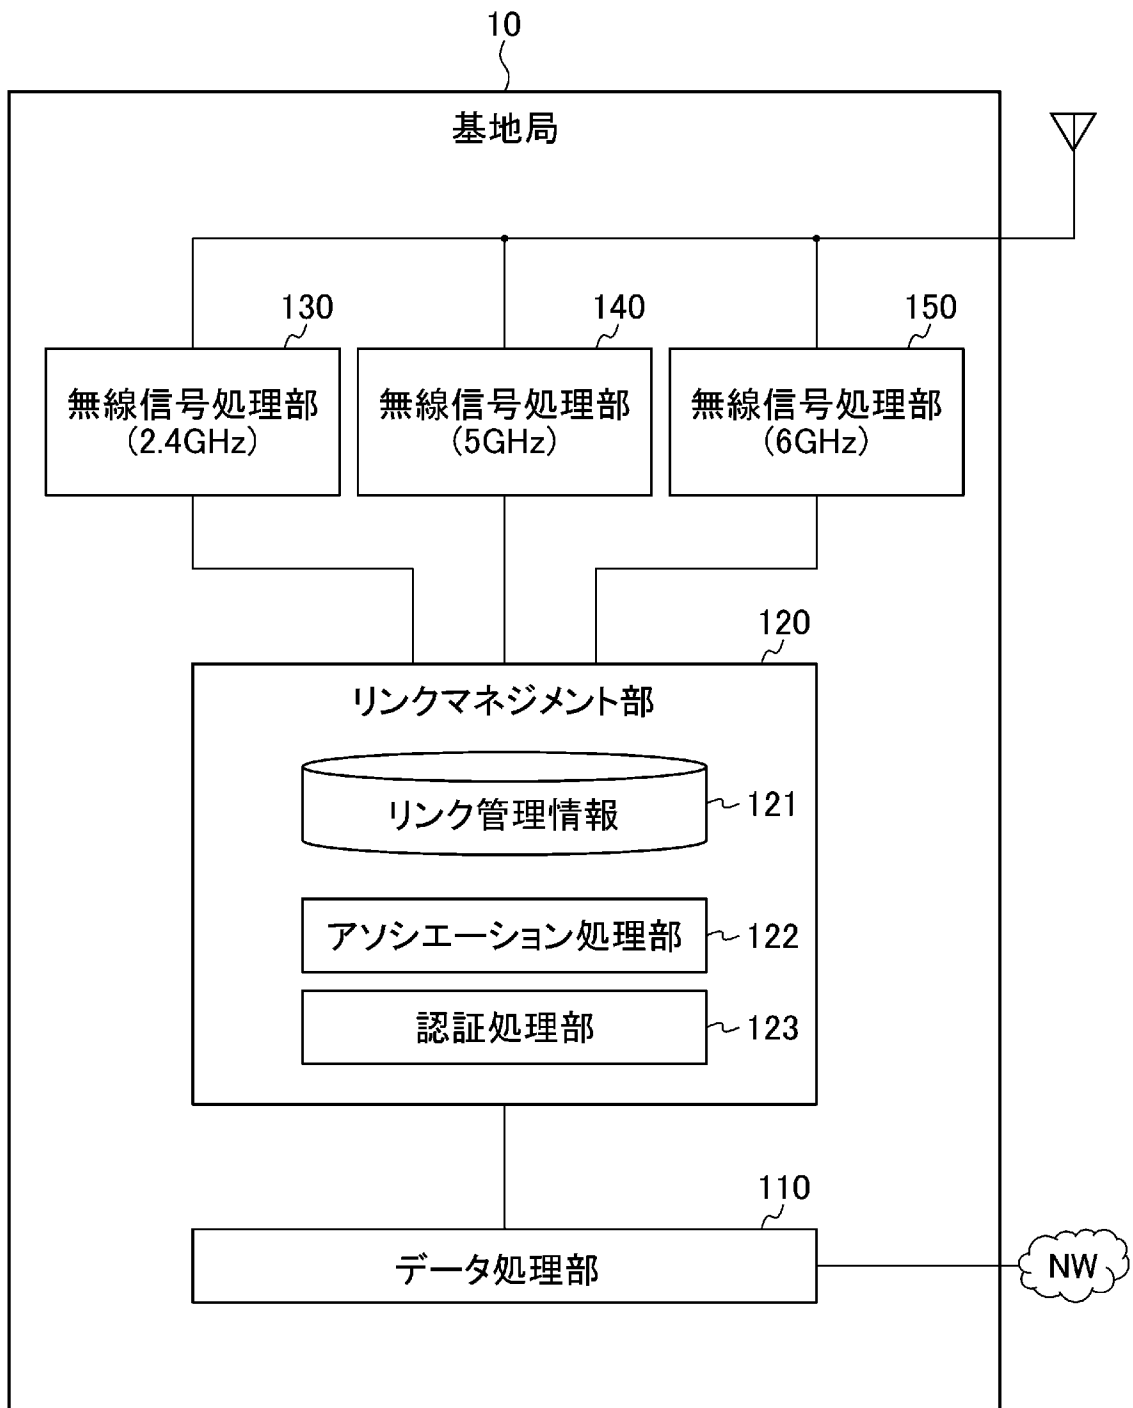 10
基地局
130
140
150
無線信号処理部
(2.4GHz)
無線信号処理部
(5GHz)
無線信号処理部
(6GHz)
120
リンクマネジメント部
リンク管理情報
121
アソシエーション処理部
122
認証処理部
123
110
データ処理部
NW